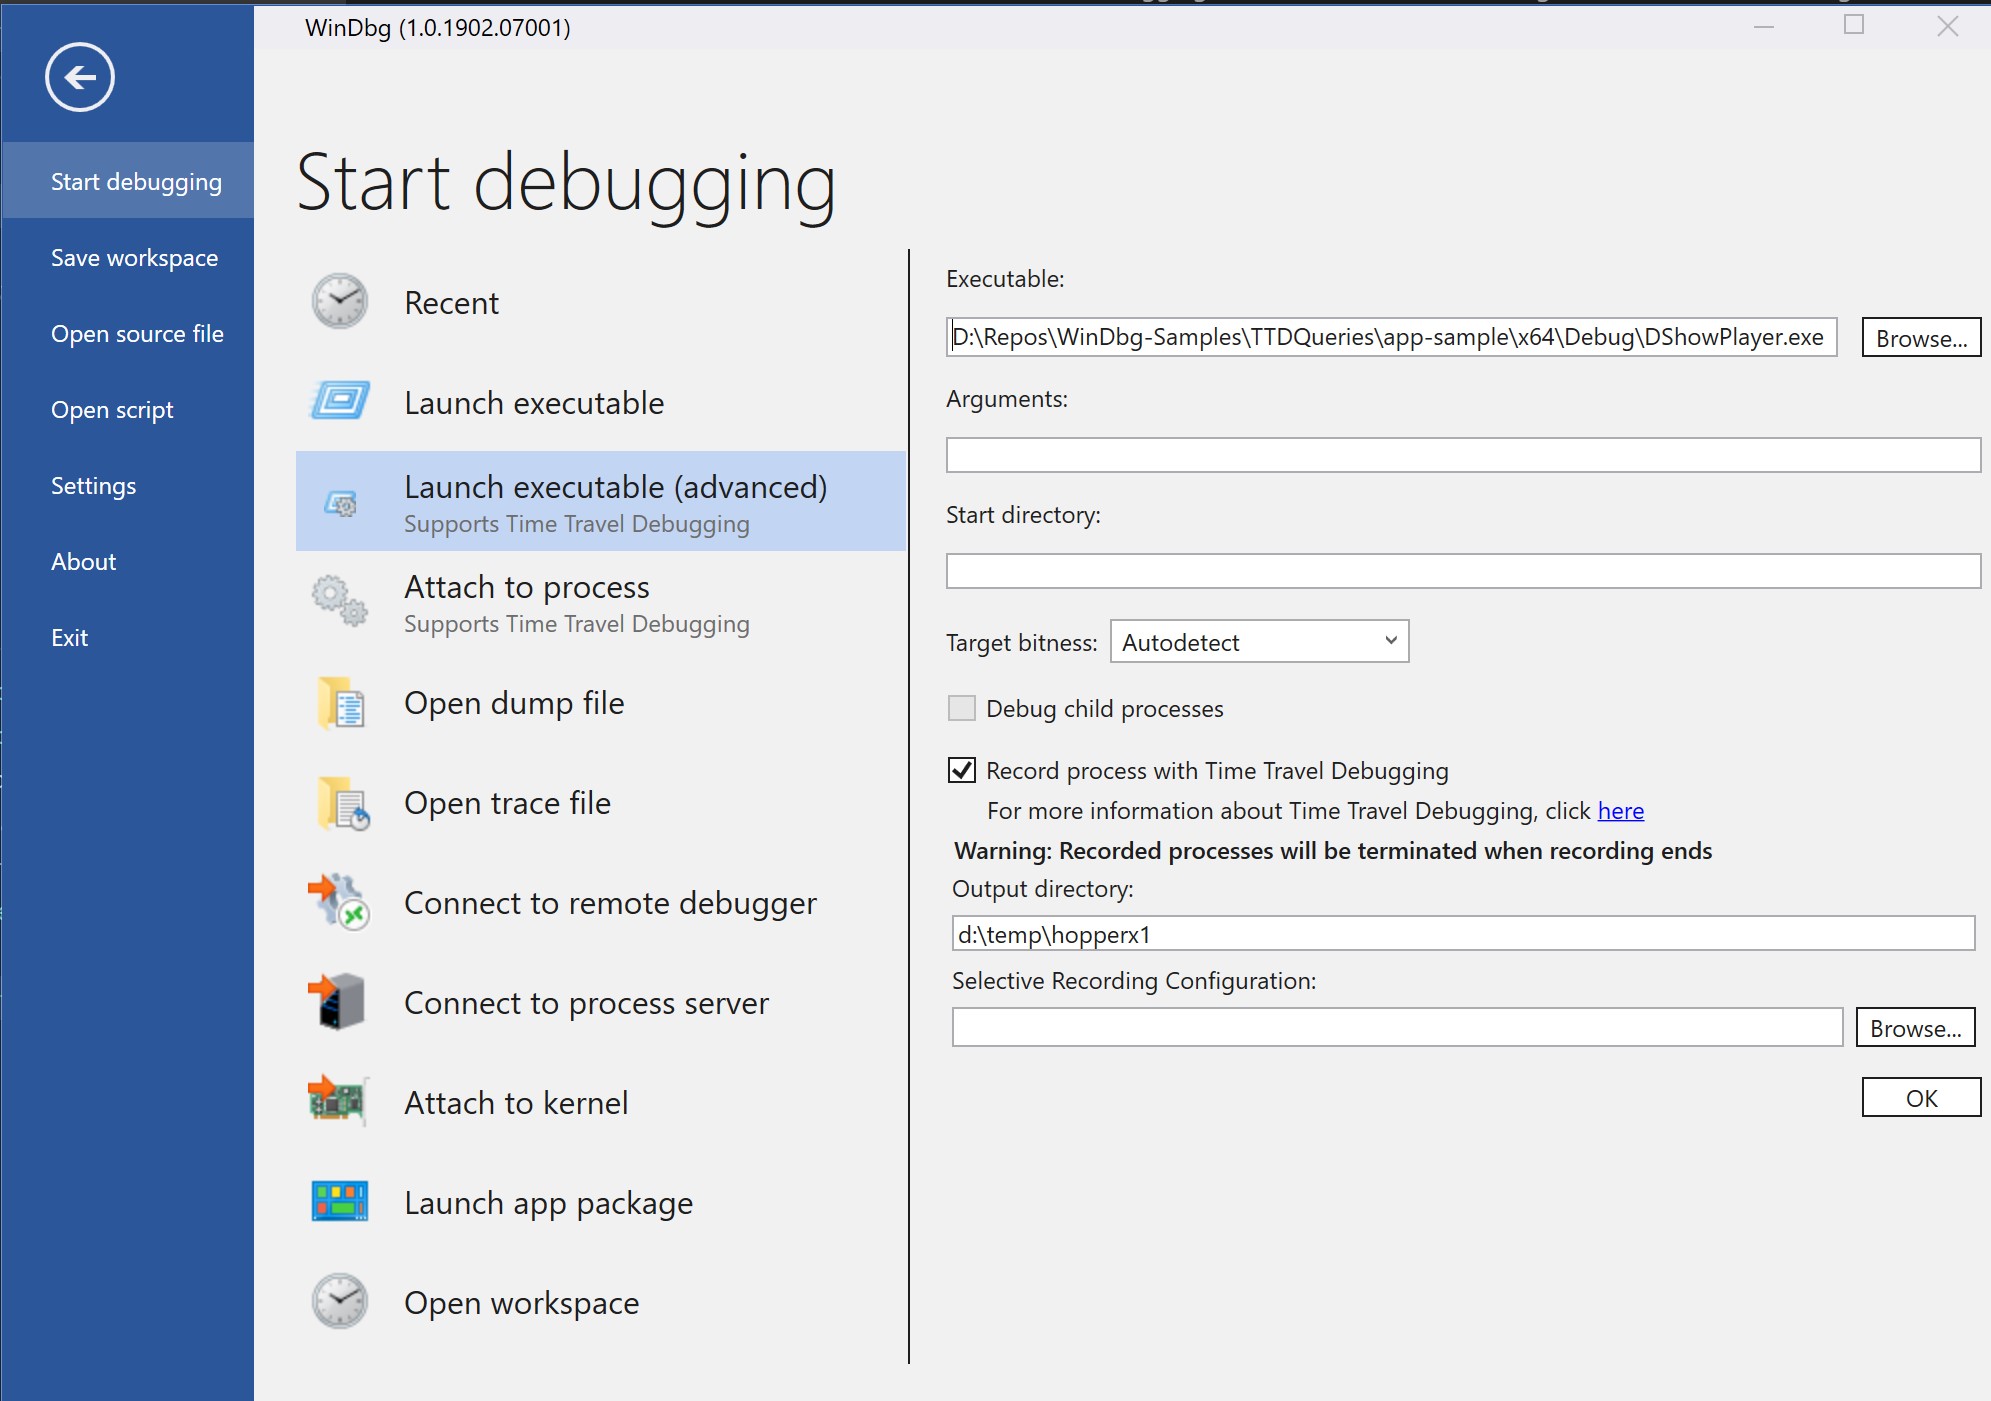 WinDbg (1.0.1902.07001)
Start debugging
Save workspace
Open source file
Open script
Settings
About
Exit
Start debugging
Recent
Launch executable
Launch executable (advanced)
Supports Time Travel Debugging
Attach to process
Supports Time Travel Debugging
Open dump file
Open trace file
Connect to remote debugger
Connect to process server
Attach to kernel
Launch app package
Open workspace
Executable:
D:\Repos\WinDbg-Samples\TTDQueries\app-sample\x64\Debug\DShowPlayer.exe
Browse...
Arguments:
Start directory:
Target bitness: Autodetect
Debug child processes
Record process with Time Travel Debugging
For more information about Time Travel Debugging, click here
Warning: Recorded processes will be terminated when recording ends
Output directory:
d:\temp\hopperx1
Selective Recording Configuration:
Browse...
OK